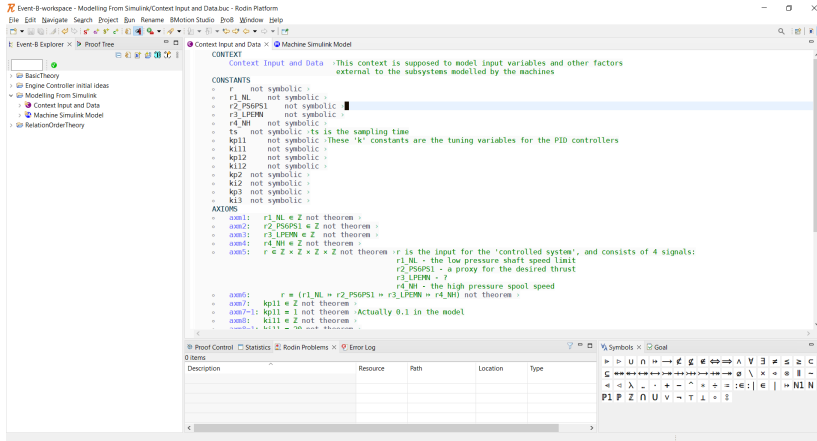 Event-B-workspace - Modelling From Simulink/Context Input and Data.buc - Rodin Platform
File Edit Navigate Search Project Run Rename BMotion Studio ProB Window Help
Event-B Explorer × Proof Tree
BasicTheory
Engine Controller initial ideas
Modelling From Simulink
Context Input and Data
Machine Simulink Model
RelationOrderTheory
Context Input and Data × Machine Simulink Model
CONTEXT
Context Input and Data ›This context is supposed to model input variables and other factors
external to the subsystems modelled by the machines
CONSTANTS
r not symbolic ›
r1_NL not symbolic ›
r2_PS6PS1 not symbolic ›
r3_LPEMN not symbolic ›
r4_NH not symbolic ›
ts not symbolic ›ts is the sampling time
kp11 not symbolic ›These 'k' constants are the tuning variables for the PID controllers
ki11 not symbolic ›
kp12 not symbolic ›
ki12 not symbolic ›
kp2 not symbolic ›
ki2 not symbolic ›
kp3 not symbolic ›
ki3 not symbolic ›
AXIOMS
axm1: r1_NL ∈ ℤ not theorem ›
axm2: r2_PS6PS1 ∈ ℤ not theorem ›
axm3: r3_LPEMN ∈ ℤ not theorem ›
axm4: r4_NH ∈ ℤ not theorem ›
axm5: r ∈ ℤ × ℤ × ℤ × ℤ not theorem ›r is the input for the 'controlled system', and consists of 4 signals:
r1_NL - the low pressure shaft speed limit
r2_PS6PS1 - a proxy for the desired thrust
r3_LPEMN - ?
r4_NH - the high pressure spool speed
axm6: r = (r1_NL ↦ r2_PS6PS1 ↦ r3_LPEMN ↦ r4_NH) not theorem ›
axm7: kp11 ∈ ℤ not theorem ›
axm7-1: kp11 = 1 not theorem ›Actually 0.1 in the model
axm8: ki11 ∈ ℤ not theorem ›
axm8-1: ki11 = 20 not theorem ›
Proof Control Statistics Rodin Problems × Error Log
0 items
Description Resource Path Location Type
Symbols × Goal